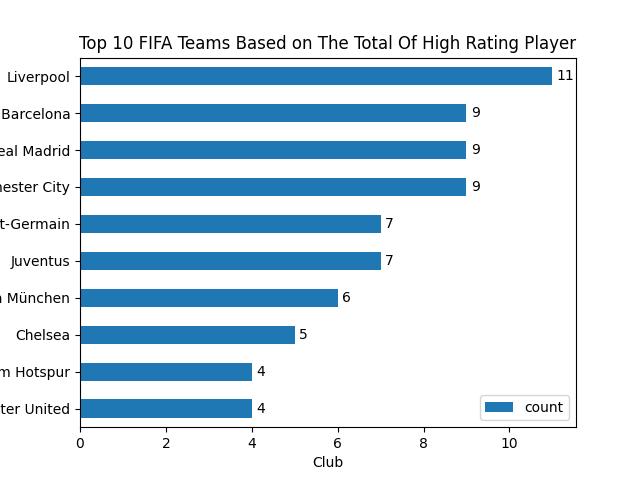 Top 10 FIFA Teams Based on The Total Of High Rating Player
Liverpool 11
Barcelona 9
eal Madrid 9
hester City 9
t-Germain 7
Juventus 7
München 6
Chelsea 5
m Hotspur 4
ter United 4
count
0 2 4 6 8 10
Club